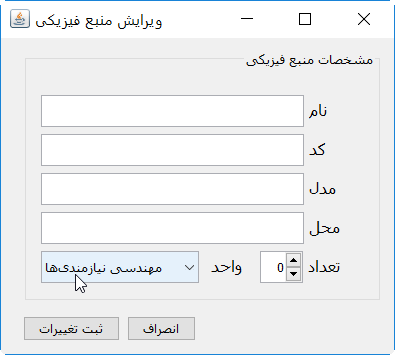 ویرایش منبع فیزیکی
مشخصات منبع فیزیکی
نام
کد
مدل
محل
تعداد 0 واحد مهندسی نیازمندی‌ها
انصراف ثبت تغییرات